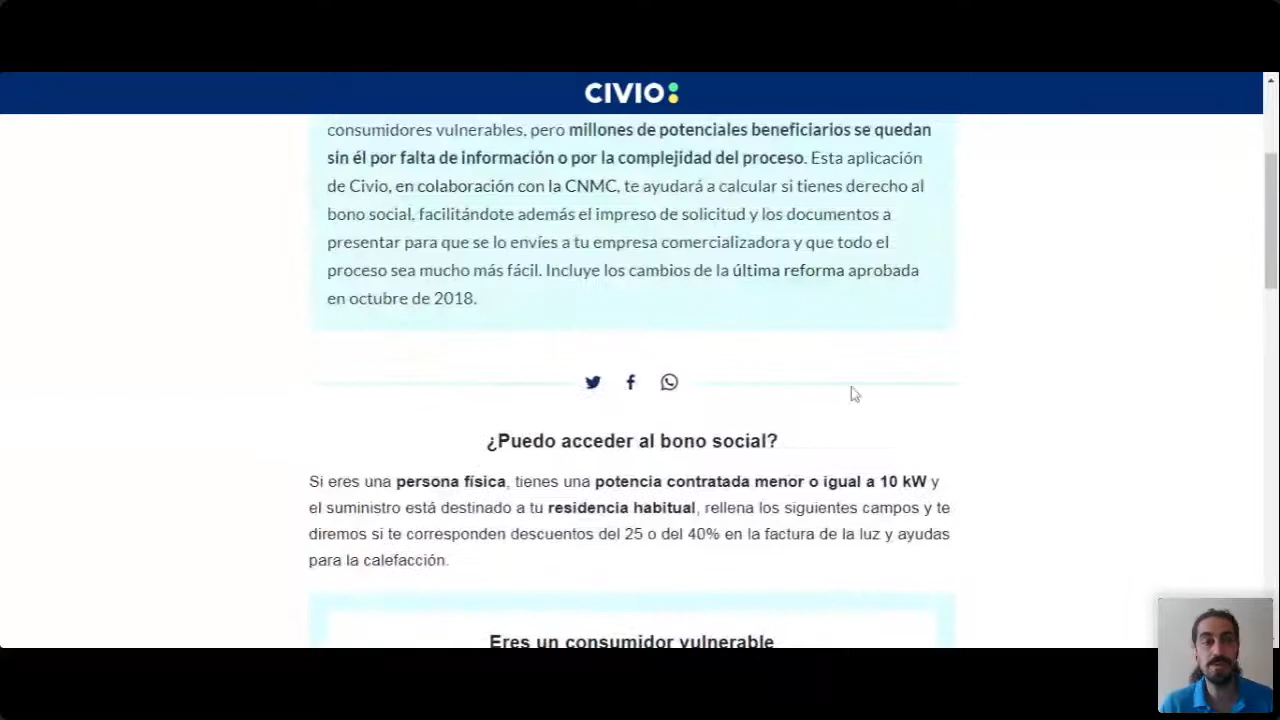 CIVIO
consumidores vulnerables, pero millones de potenciales beneficiarios se quedan
sin él por falta de información o por la complejidad del proceso. Esta aplicación
de Civio, en colaboración con la CNMC, te ayudará a calcular si tienes derecho al
bono social, facilitándote además el impreso de solicitud y los documentos a
presentar para que se lo envíes a tu empresa comercializadora y que todo el
proceso sea mucho más fácil. Incluye los cambios de la última reforma aprobada
en octubre de 2018.
¿Puedo acceder al bono social?
Si eres una persona física, tienes una potencia contratada menor o igual a 10 kW y
el suministro está destinado a tu residencia habitual, rellena los siguientes campos y te
diremos si te corresponden descuentos del 25 o del 40% en la factura de la luz y ayudas
para la calefacción.
Eres un consumidor vulnerable